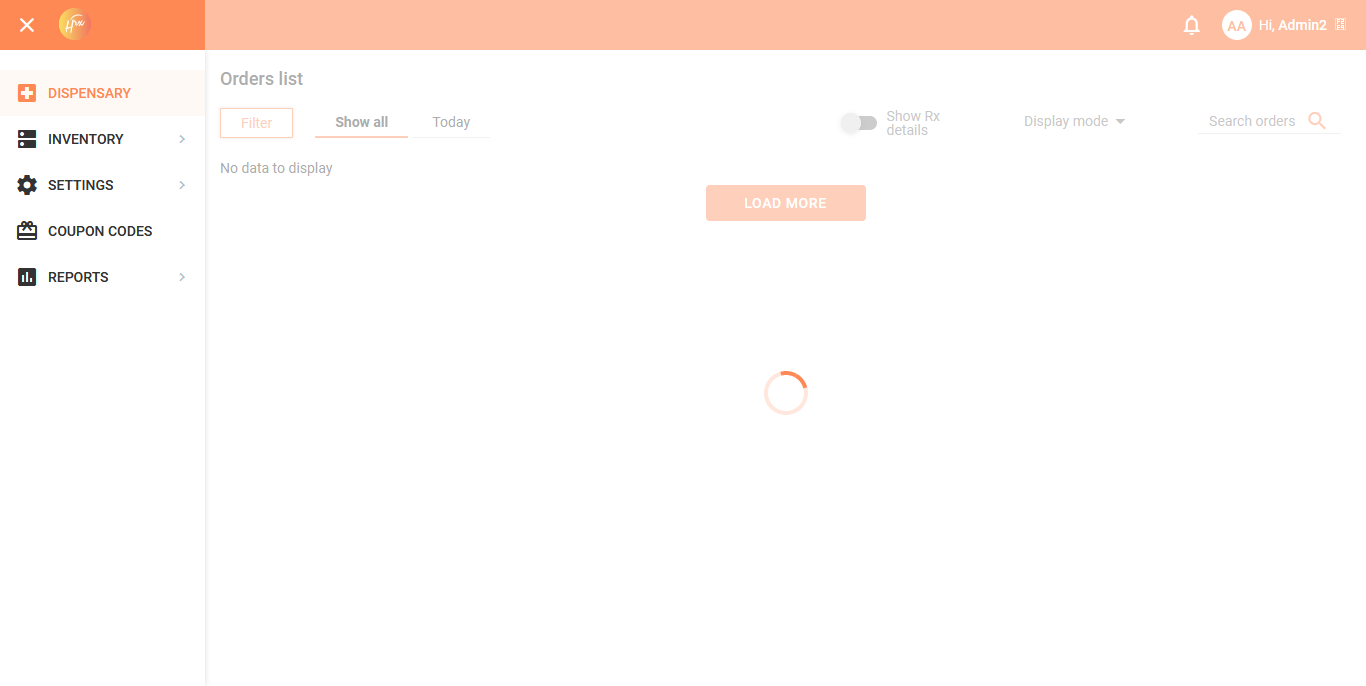 Hi, Admin2
AA
DISPENSARY
INVENTORY
SETTINGS
COUPON CODES
REPORTS
Orders list
Filter
Show all
Today
Show Rx
details
Display mode
Search orders
No data to display
LOAD MORE